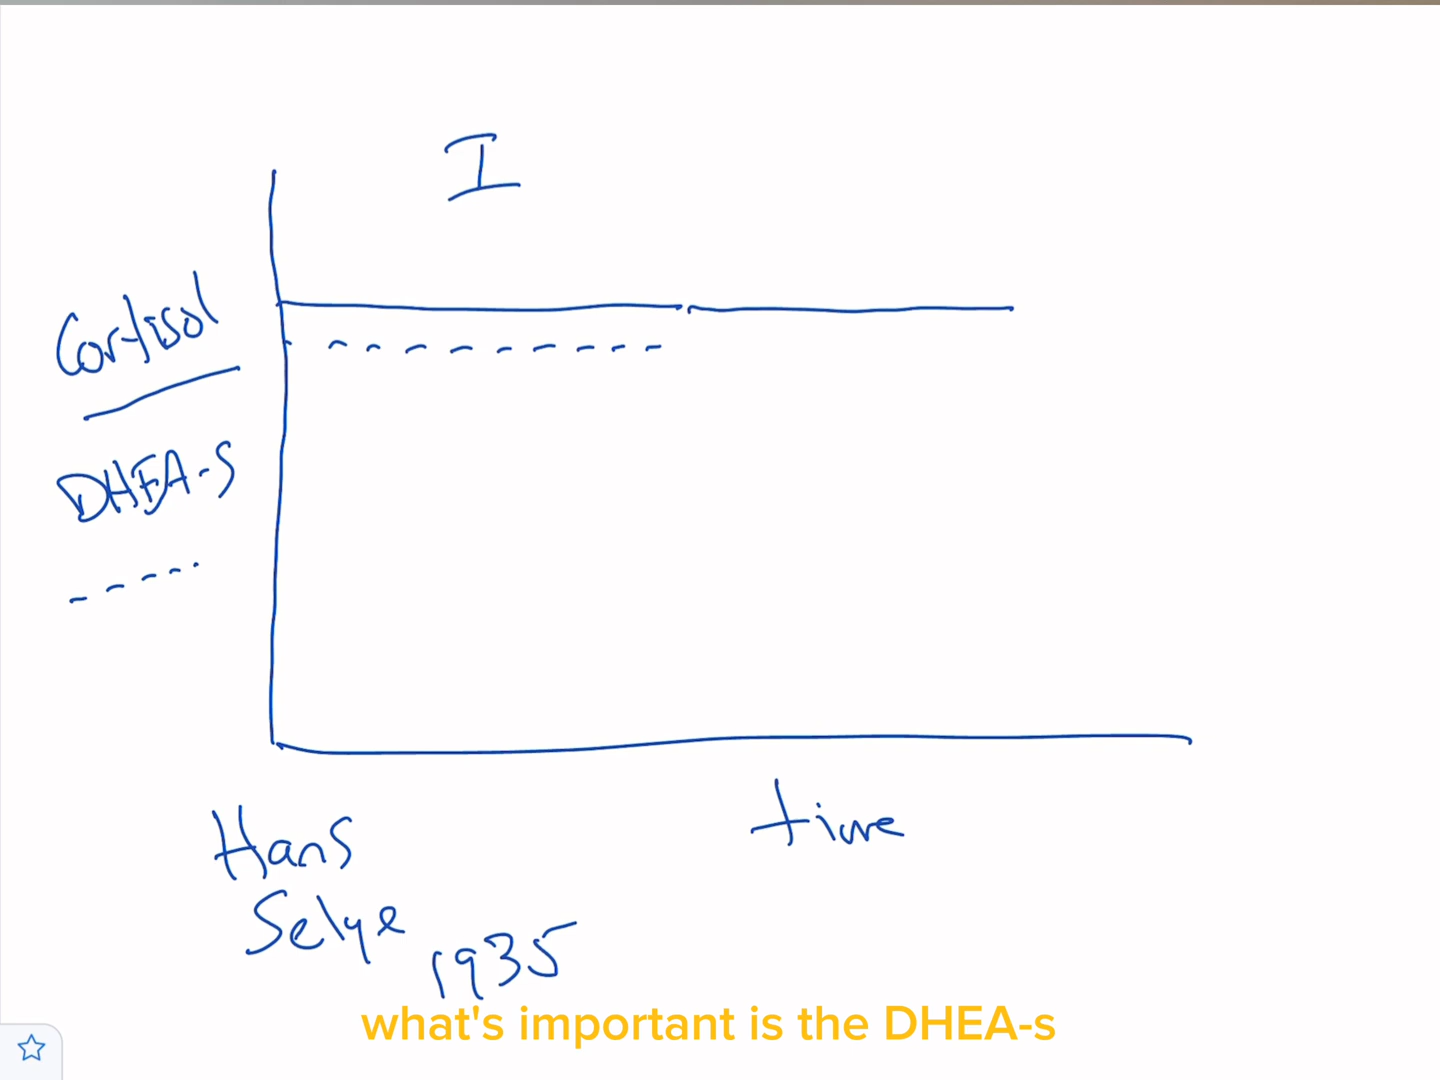 I
Cortisol
DHEA-S
time
Hans
Selye
1935
what's important is the DHEA-s